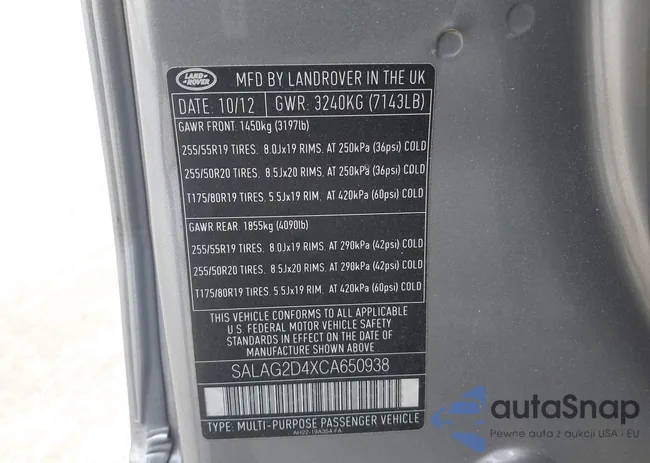 LAND
ROVER
MFD BY LANDROVER IN THE UK
DATE: 10/12 GWR: 3240KG (7143LB)
GAWR FRONT: 1450kg (3197lb)
255/55R19 TIRES. 8.0Jx19 RIMS, AT 250kPa (36psi) COLD
255/50R20 TIRES. 8.5Jx20 RIMS, AT 250kPa (36psi) COLD
T175/80R19 TIRES. 5.5Jx19 RIM, AT 420kPa (60psi) COLD
GAWR REAR: 1855kg (4090lb)
255/55R19 TIRES. 8.0Jx19 RIMS, AT 290kPa (42psi) COLD
255/50R20 TIRES. 8.5Jx20 RIMS, AT 290kPa (42psi) COLD
T175/80R19 TIRES. 5.5Jx19 RIM, AT 420kPa (60psi) COLD
THIS VEHICLE CONFORMS TO ALL APPLICABLE
U.S. FEDERAL MOTOR VEHICLE SAFETY
STANDARDS IN EFFECT ON THE DATE OF
MANUFACTURE SHOWN ABOVE.
SALAG2D4XCA650938
TYPE: MULTI-PURPOSE PASSENGER VEHICLE
AH22-19A354-FA
autoSnap
Pewne auta z aukcji USA i EU